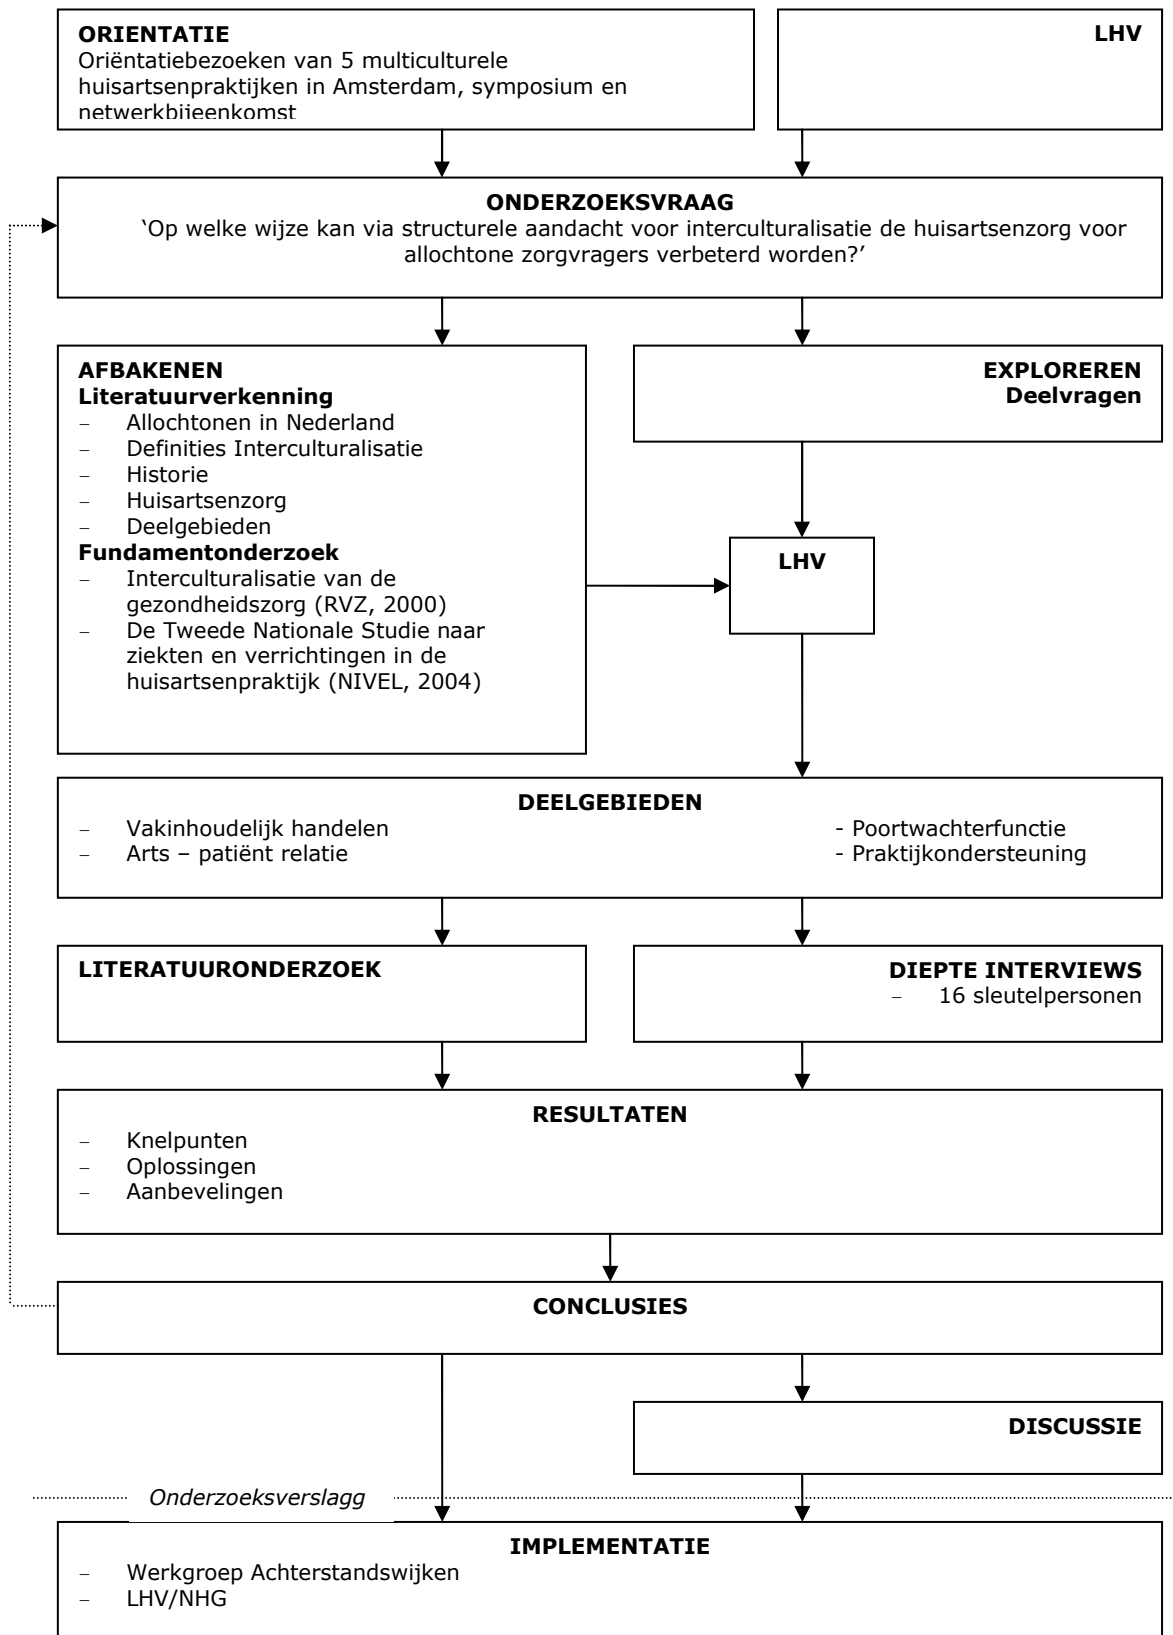 ORIENTATIE
Oriëntatiebezoeken van 5 multiculturele
huisartsenpraktijken in Amsterdam, symposium en
netwerkbijeenkomst
LHV
ONDERZOEKSVRAAG
‘Op welke wijze kan via structurele aandacht voor interculturalisatie de huisartsenzorg voor
allochtone zorgvragers verbeterd worden?’
AFBAKENEN
Literatuurverkenning
– Allochtonen in Nederland
– Definities Interculturalisatie
– Historie
– Huisartsenzorg
– Deelgebieden
Fundamentonderzoek
– Interculturalisatie van de
gezondheidszorg (RVZ, 2000)
– De Tweede Nationale Studie naar
ziekten en verrichtingen in de
huisartsenpraktijk (NIVEL, 2004)
EXPLOREREN
Deelvragen
LHV
DEELGEBIEDEN
– Vakinhoudelijk handelen
– Arts – patiënt relatie
- Poortwachterfunctie
- Praktijkondersteuning
LITERATUURONDERZOEK
DIEPTE INTERVIEWS
– 16 sleutelpersonen
RESULTATEN
– Knelpunten
– Oplossingen
– Aanbevelingen
CONCLUSIES
DISCUSSIE
Onderzoeksverslagg
IMPLEMENTATIE
– Werkgroep Achterstandswijken
– LHV/NHG